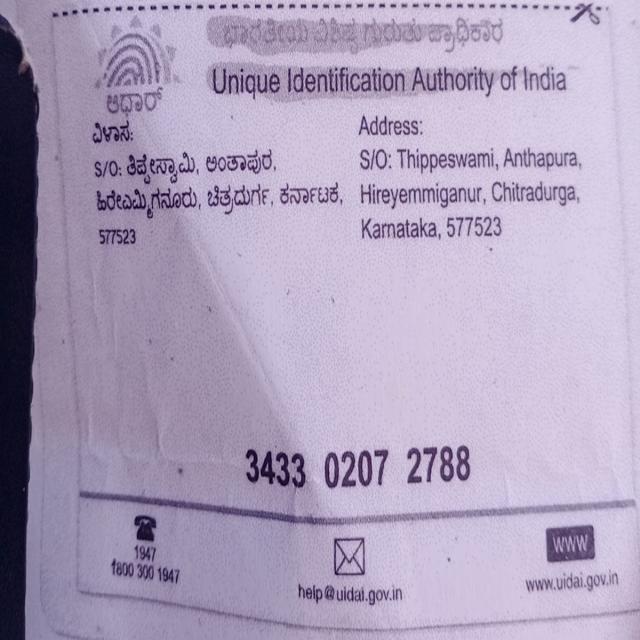 ಭಾರತೀಯ ವಿಶಿಷ್ಟ ಗುರುತು ಪ್ರಾಧಿಕಾರ
Unique Identification Authority of India
ಆಧಾರ್
ವಿಳಾಸ:
S/O: ತಿಪ್ಪೇಸ್ವಾಮಿ, ಅಂತಾಪುರ,
ಹಿರೇಎಮ್ಮಿಗನೂರು, ಚಿತ್ರದುರ್ಗ, ಕರ್ನಾಟಕ,
577523
Address:
S/O: Thippeswami, Anthapura,
Hireyemmiganur, Chitradurga,
Karnataka, 577523
3433 0207 2788
1947
1800 300 1947
help@uidai.gov.in
www
www.uidai.gov.in